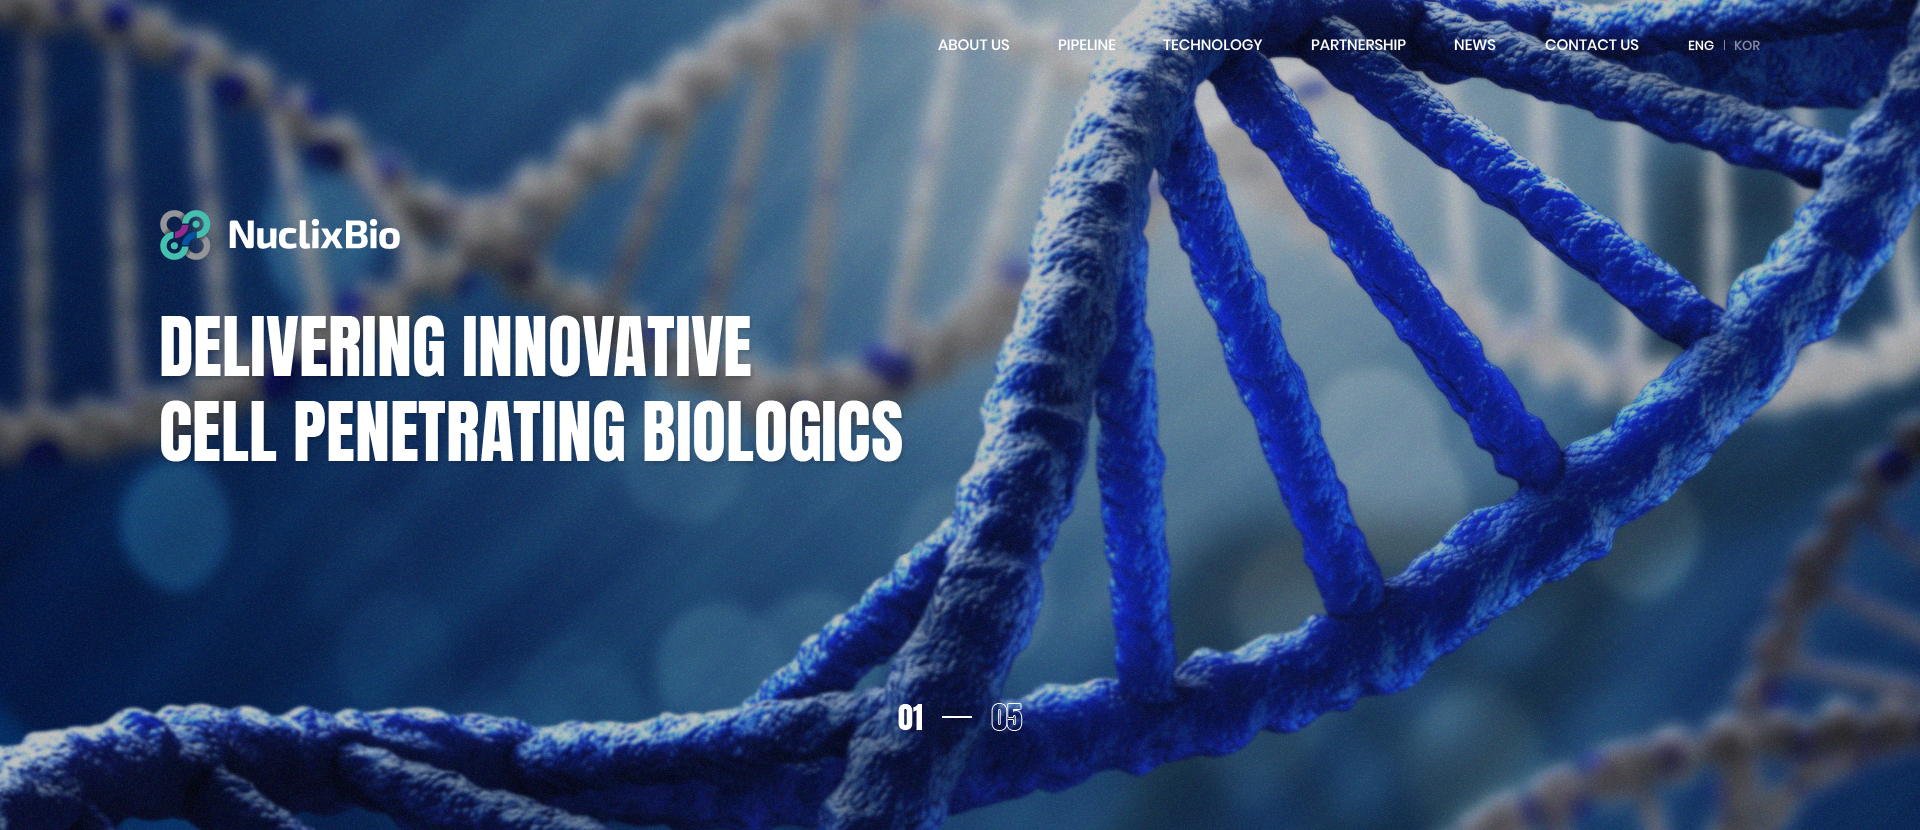 ABOUT US PIPELINE TECHNOLOGY PARTNERSHIP NEWS CONTACT US ENG | KOR
NuclixBio
DELIVERING INNOVATIVE
CELL PENETRATING BIOLOGICS
01 — 05